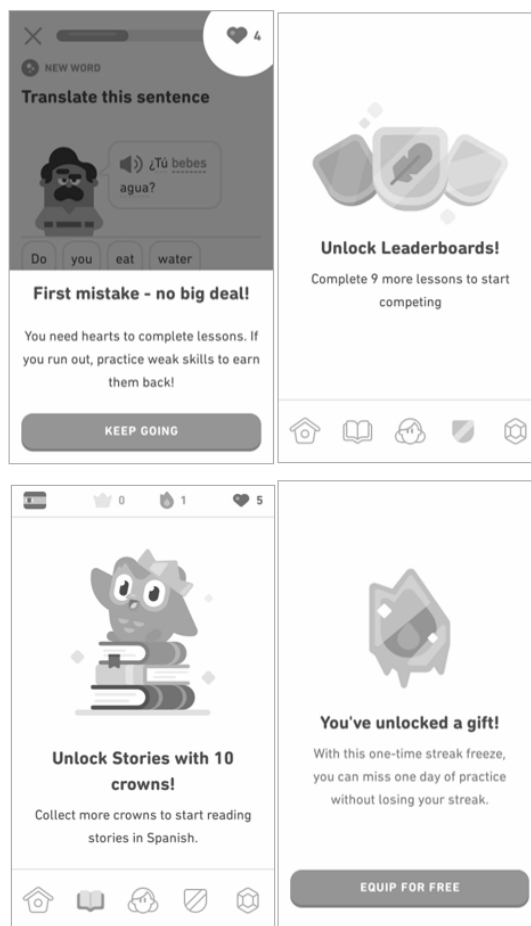 4
NEW WORD
Translate this sentence
¿Tú bebes
agua?
Do you eat water
First mistake - no big deal!
You need hearts to complete lessons. If
you run out, practice weak skills to earn
them back!
KEEP GOING
Unlock Leaderboards!
Complete 9 more lessons to start
competing
0 1 5
Unlock Stories with 10
crowns!
Collect more crowns to start reading
stories in Spanish.
You've unlocked a gift!
With this one-time streak freeze,
you can miss one day of practice
without losing your streak.
EQUIP FOR FREE